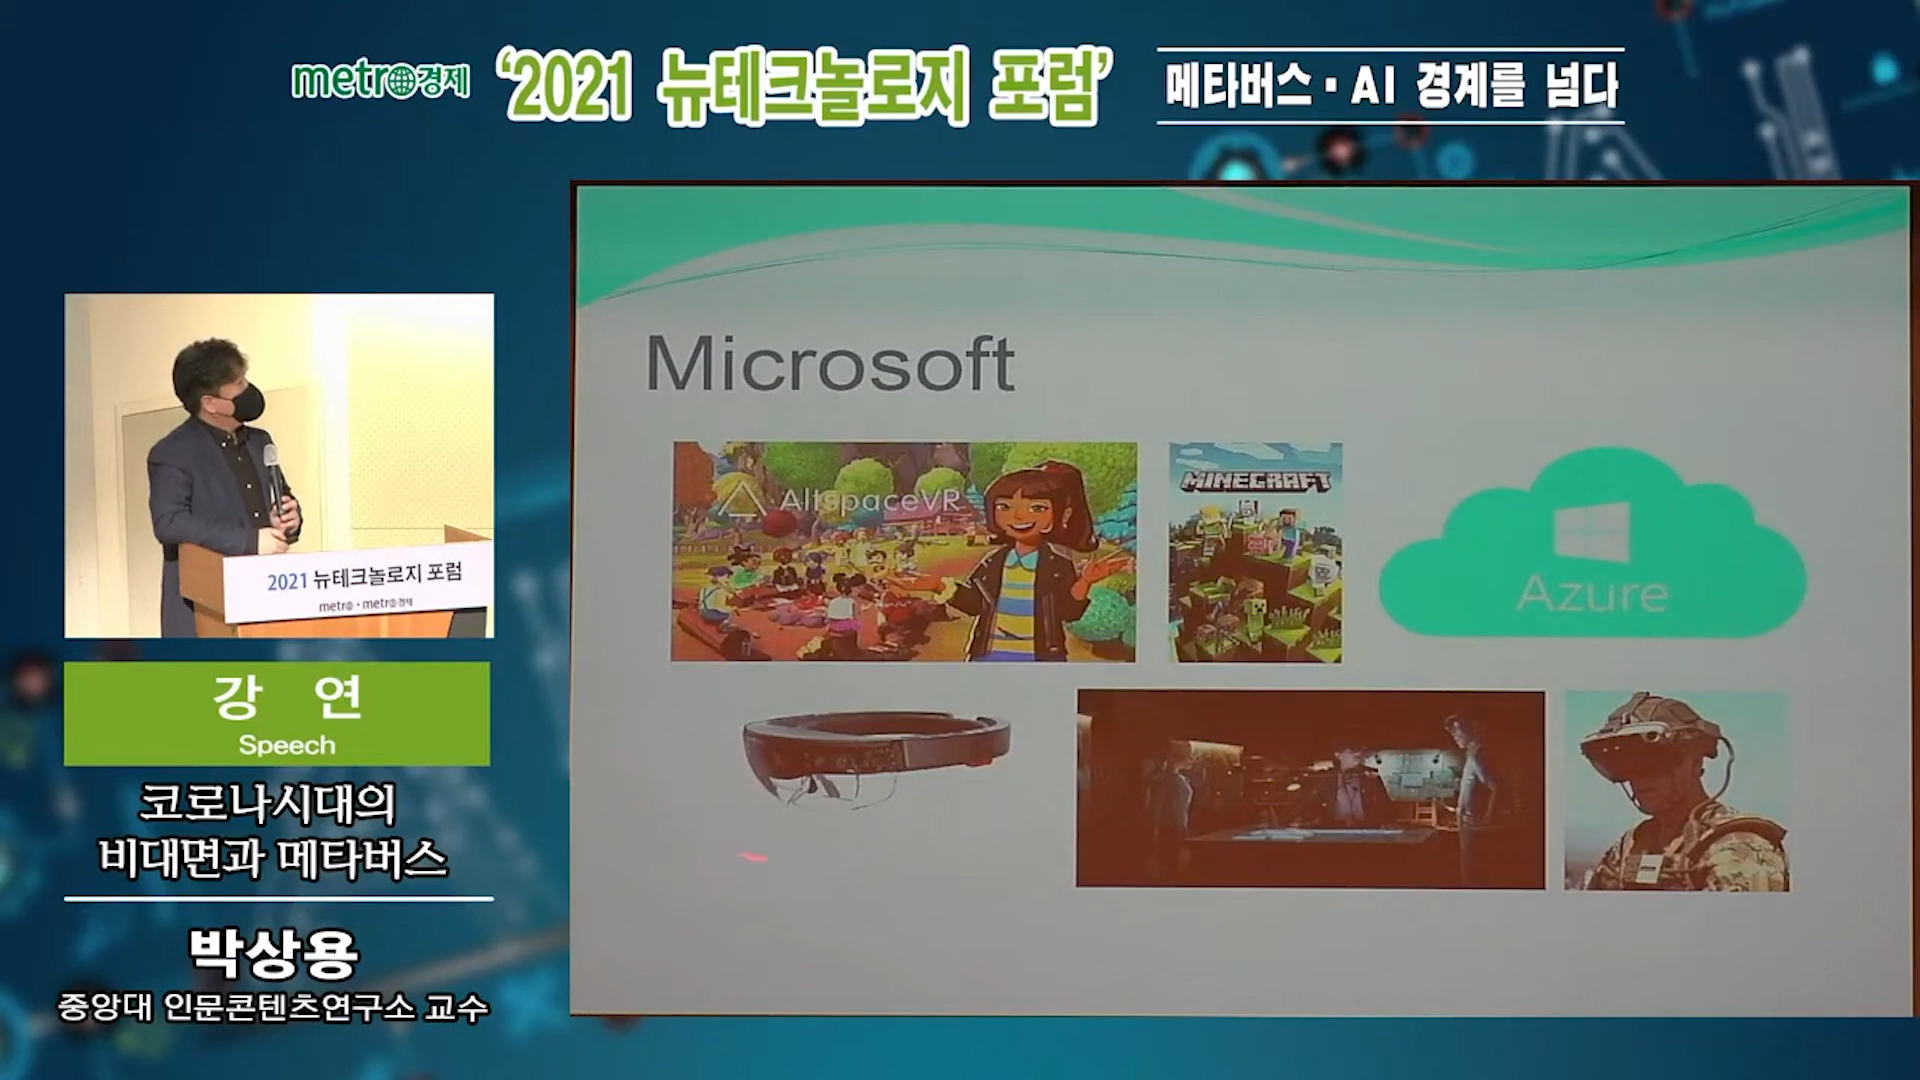 metro경제 '2021 뉴테크놀로지 포럼' 메타버스·AI 경계를 넘다
Microsoft
AltspaceVR
MINECRAFT
Azure
2021 뉴테크놀로지 포럼
metro · metro경제
강 연
Speech
코로나시대의
비대면과 메타버스
박상용
중앙대 인문콘텐츠연구소 교수